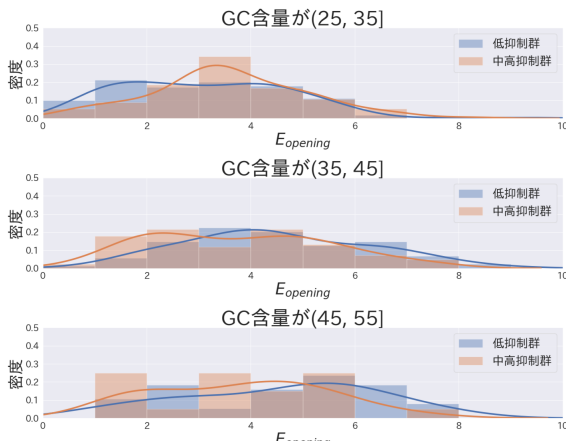 GC含量が(25, 35]
0.5
0.4
0.3
0.2
0.1
0.0
密度
低抑制群
中高抑制群
0 2 4 6 8 10
E_opening
GC含量が(35, 45]
0.5
0.4
0.3
0.2
0.1
0.0
密度
低抑制群
中高抑制群
0 2 4 6 8 10
E_opening
GC含量が(45, 55]
0.5
0.4
0.3
0.2
0.1
0.0
密度
低抑制群
中高抑制群
0 2 4 6 8 10
E_opening